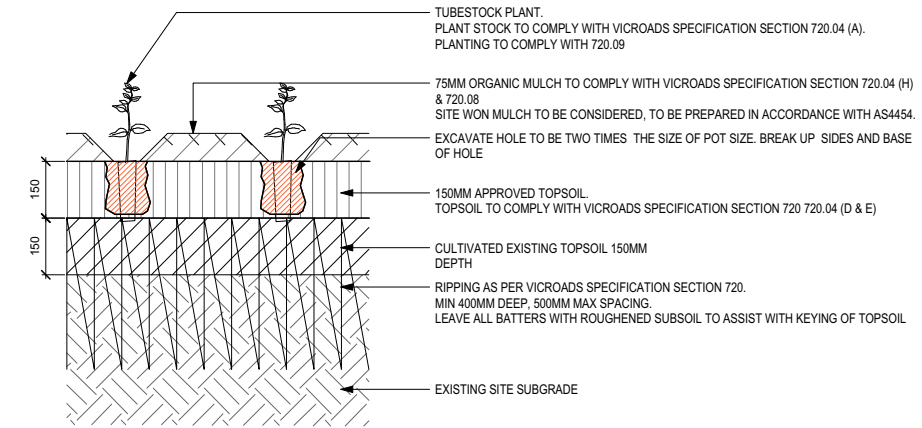 TUBESTOCK PLANT.
PLANT STOCK TO COMPLY WITH VICROADS SPECIFICATION SECTION 720.04 (A).
PLANTING TO COMPLY WITH 720.09
75MM ORGANIC MULCH TO COMPLY WITH VICROADS SPECIFICATION SECTION 720.04 (H)
& 720.08
SITE WON MULCH TO BE CONSIDERED, TO BE PREPARED IN ACCORDANCE WITH AS4454.
EXCAVATE HOLE TO BE TWO TIMES THE SIZE OF POT SIZE. BREAK UP SIDES AND BASE
OF HOLE
150
150MM APPROVED TOPSOIL.
TOPSOIL TO COMPLY WITH VICROADS SPECIFICATION SECTION 720 720.04 (D & E)
150
CULTIVATED EXISTING TOPSOIL 150MM
DEPTH
RIPPING AS PER VICROADS SPECIFICATION SECTION 720.
MIN 400MM DEEP, 500MM MAX SPACING.
LEAVE ALL BATTERS WITH ROUGHENED SUBSOIL TO ASSIST WITH KEYING OF TOPSOIL
EXISTING SITE SUBGRADE